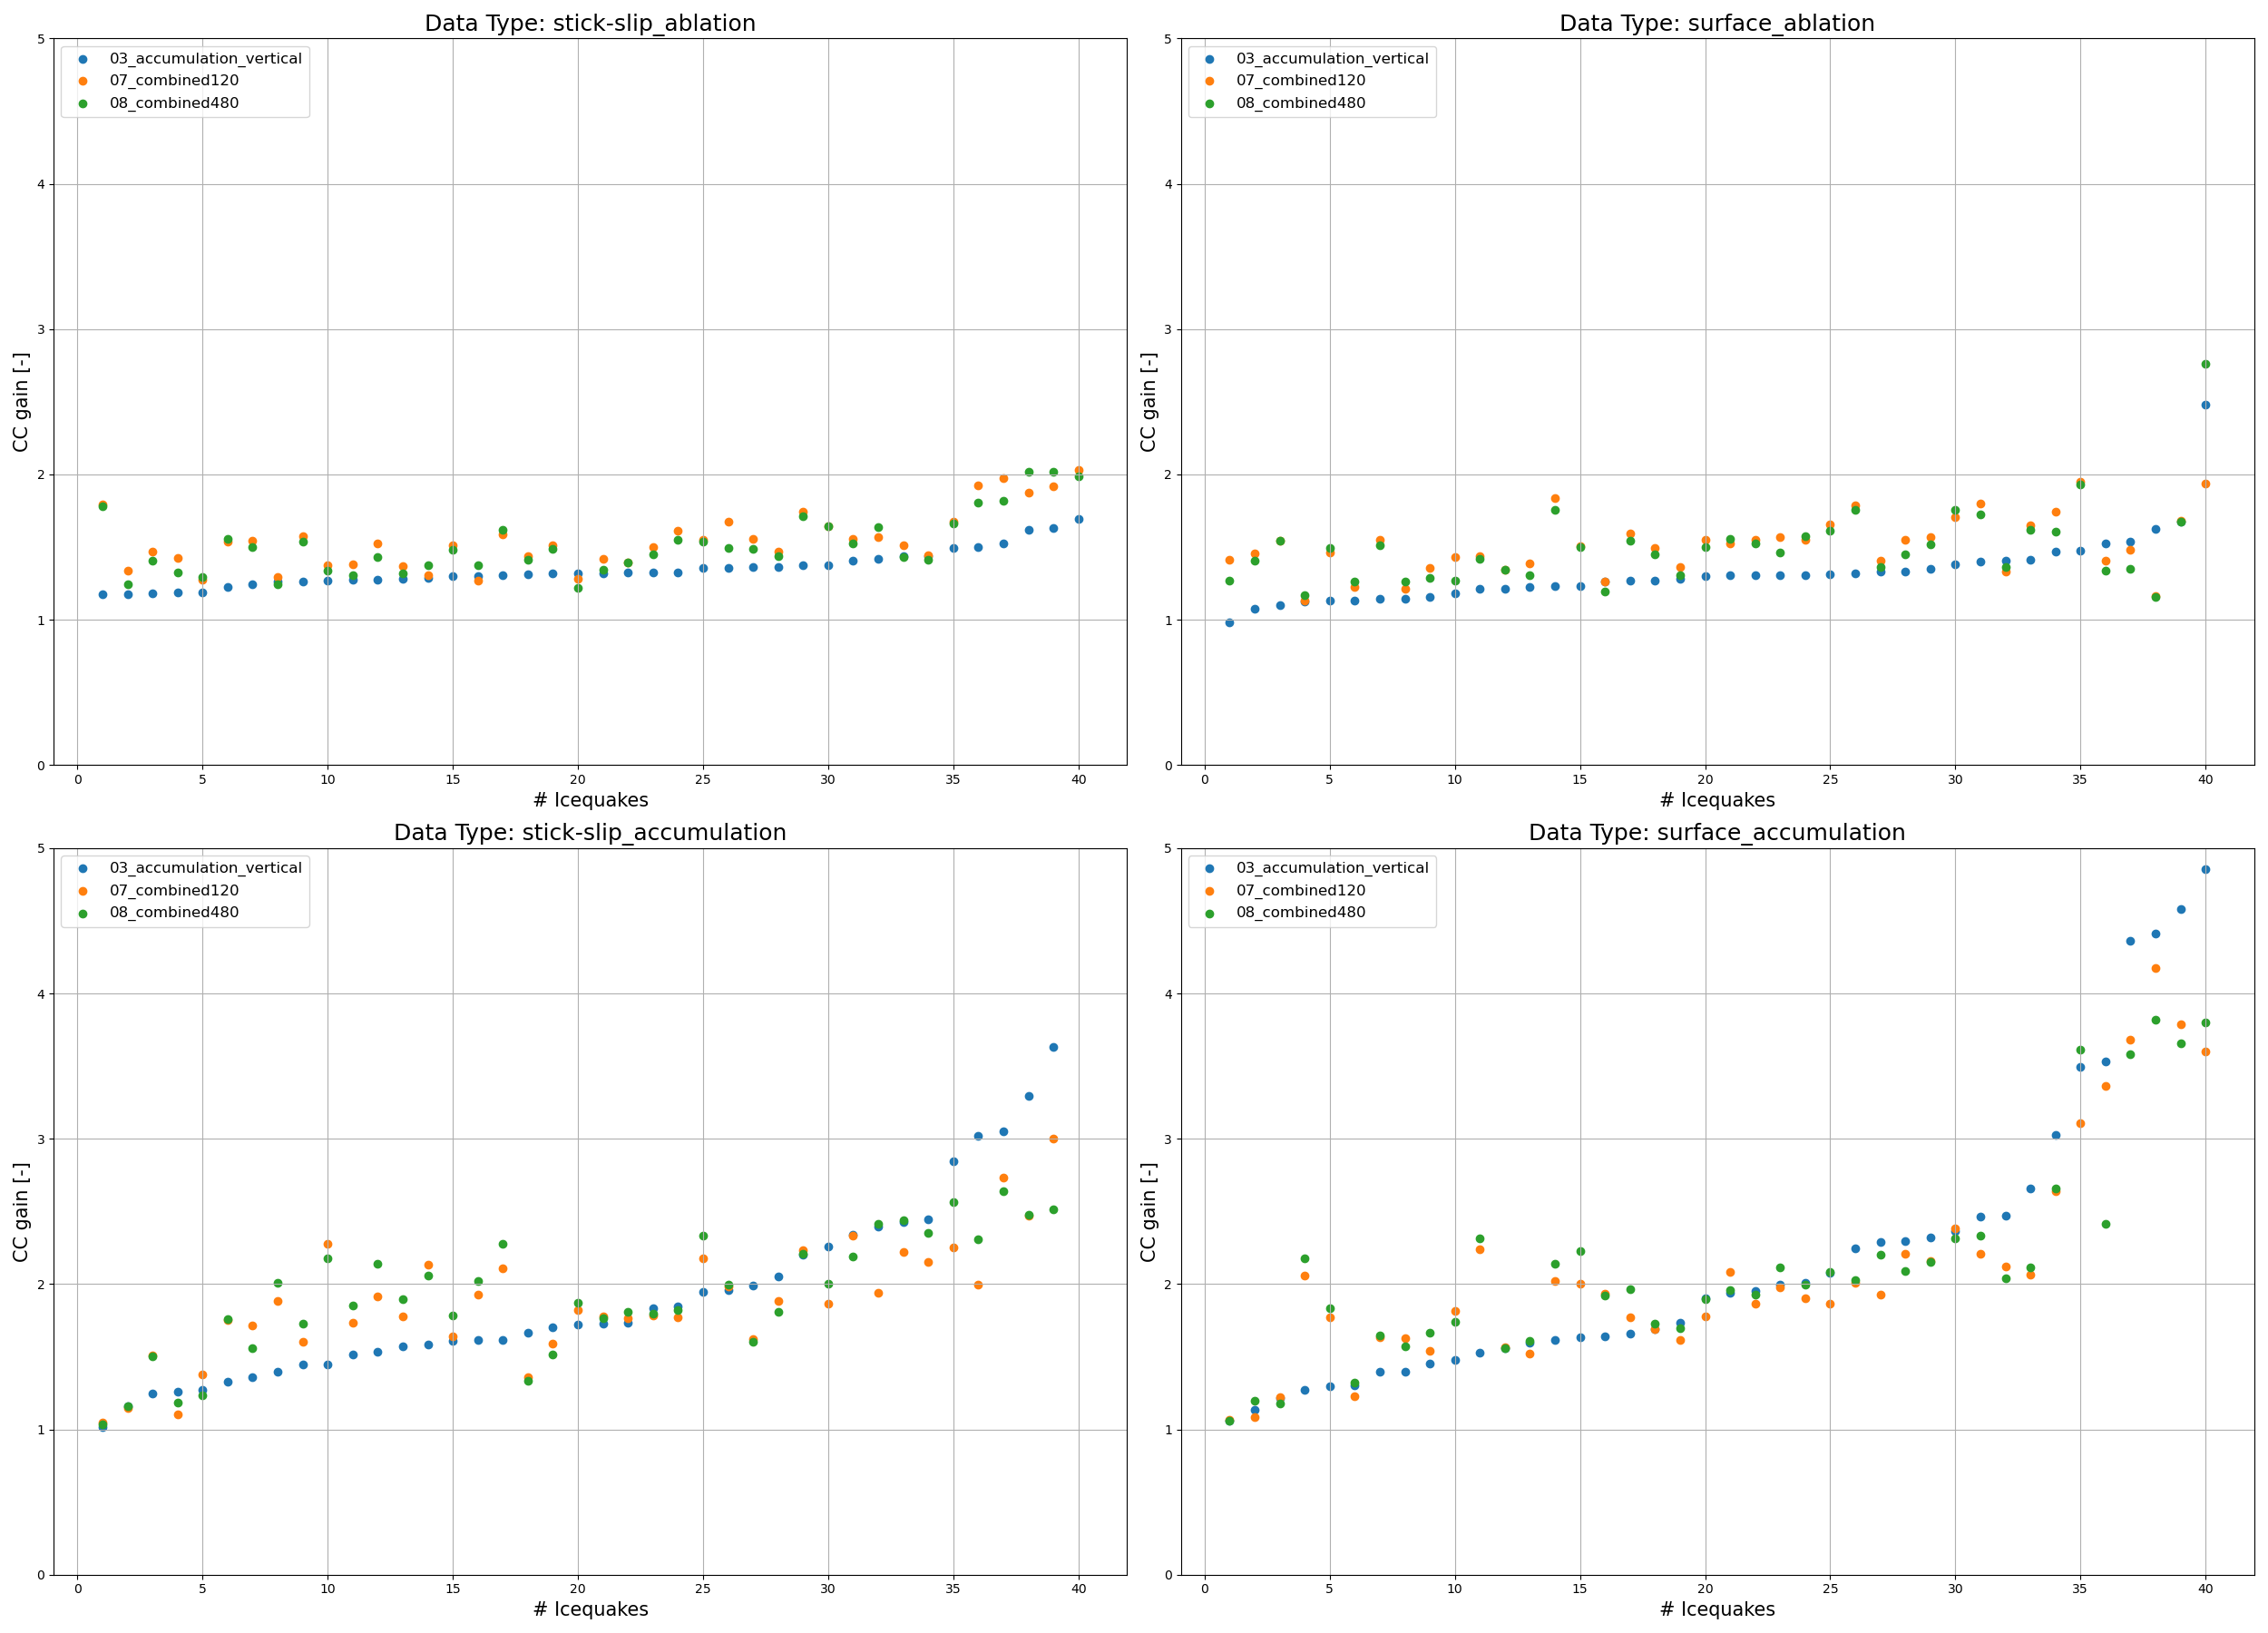 Data Type: stick-slip_ablation
5
4
3
2
1
0
CC gain [-]
03_accumulation_vertical
07_combined120
08_combined480
0 5 10 15 20 25 30 35 40
# Icequakes
Data Type: surface_ablation
5
4
3
2
1
0
CC gain [-]
03_accumulation_vertical
07_combined120
08_combined480
0 5 10 15 20 25 30 35 40
# Icequakes
Data Type: stick-slip_accumulation
5
4
3
2
1
0
CC gain [-]
03_accumulation_vertical
07_combined120
08_combined480
0 5 10 15 20 25 30 35 40
# Icequakes
Data Type: surface_accumulation
5
4
3
2
1
0
CC gain [-]
03_accumulation_vertical
07_combined120
08_combined480
0 5 10 15 20 25 30 35 40
# Icequakes